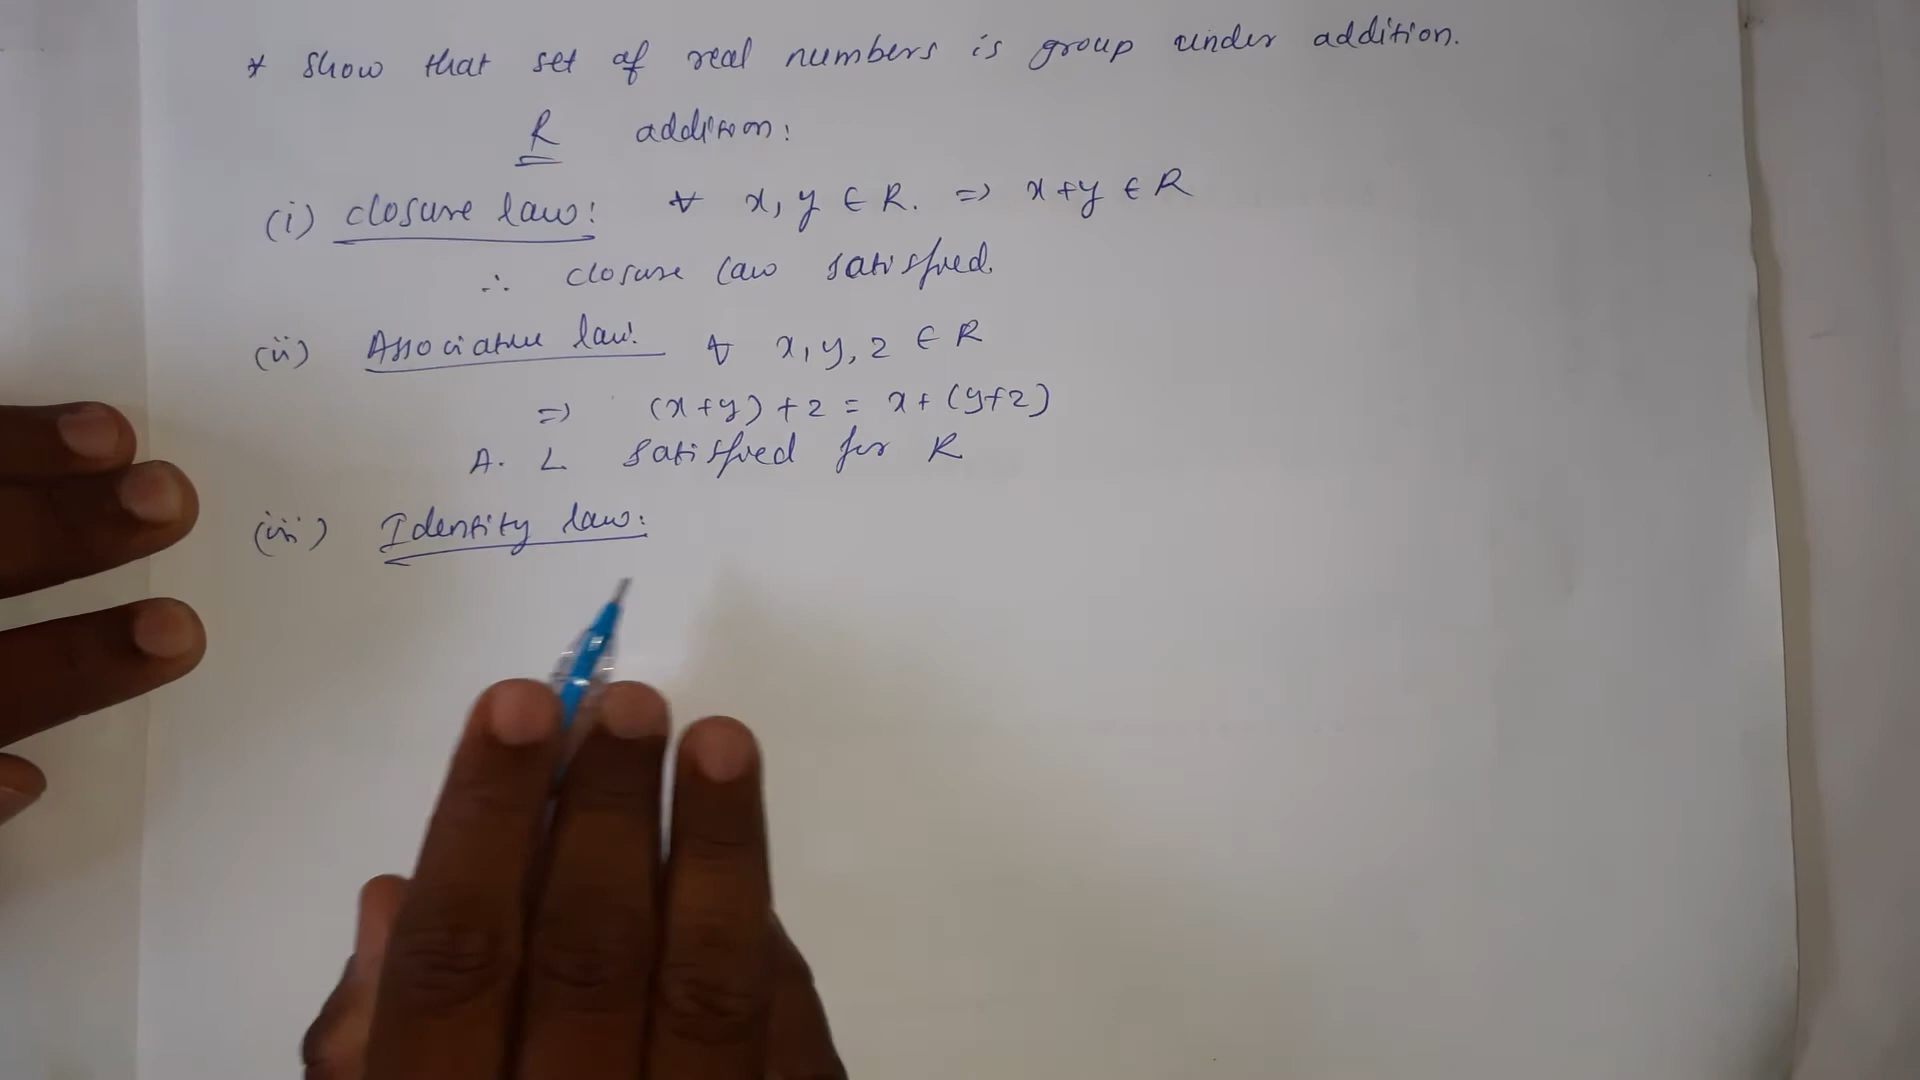 * Show that set of real numbers is group under addition.
R addition:
(i) closure law: ∀ x, y ∈ R. => x+y ∈ R
∴ closure law satisfied.
(ii) Associative law: ∀ x, y, z ∈ R
=> (x+y)+z = x+(y+z)
A. L satisfied for R
(iii) Identity law: